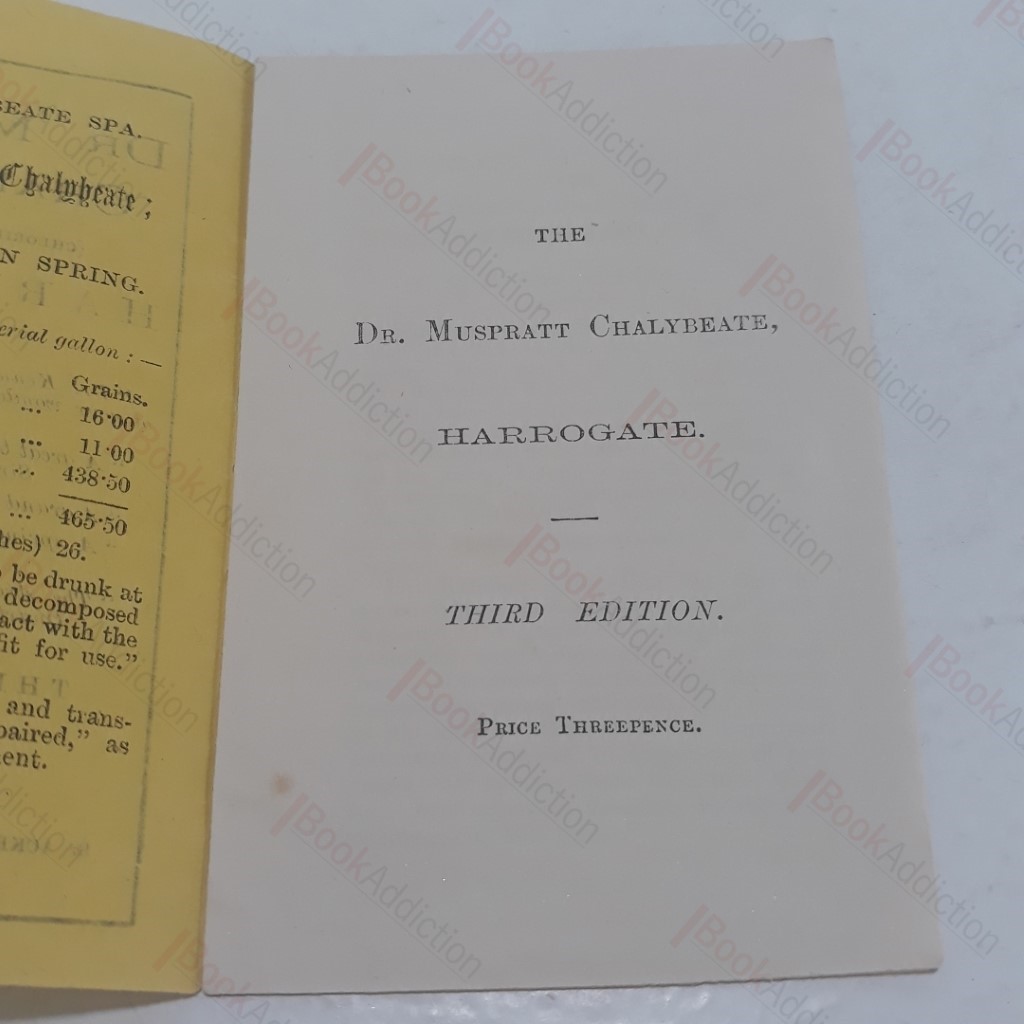 BEATE SPA.
Chalybeate;
N SPRING.
erial gallon : —
Grains.
... 16·00
... 11·00
... 438·50
... 465·50
hes) 26.
be drunk at
decomposed
act with the
fit for use."
and trans-
paired," as
ent.
THE
DR. MUSPRATT CHALYBEATE,
HARROGATE.
THIRD EDITION.
PRICE THREEPENCE.
BookAddiction